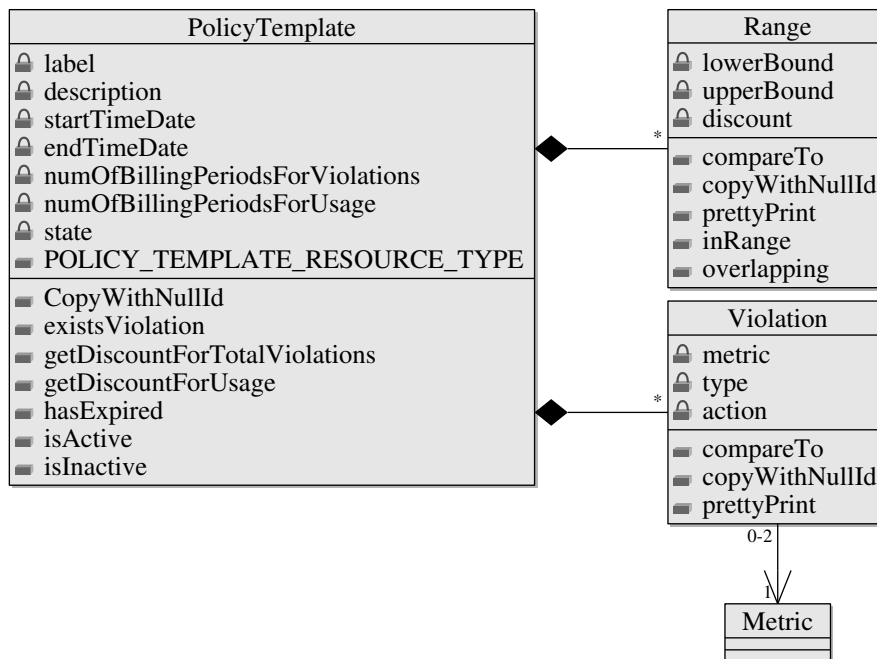 PolicyTemplate
label
description
startTimeDate
endTimeDate
numOfBillingPeriodsForViolations
numOfBillingPeriodsForUsage
state
POLICY_TEMPLATE_RESOURCE_TYPE
CopyWithNullId
existsViolation
getDiscountForTotalViolations
getDiscountForUsage
hasExpired
isActive
isInactive
*
*
Range
lowerBound
upperBound
discount
compareTo
copyWithNullId
prettyPrint
inRange
overlapping
Violation
metric
type
action
compareTo
copyWithNullId
prettyPrint
0-2
1
Metric